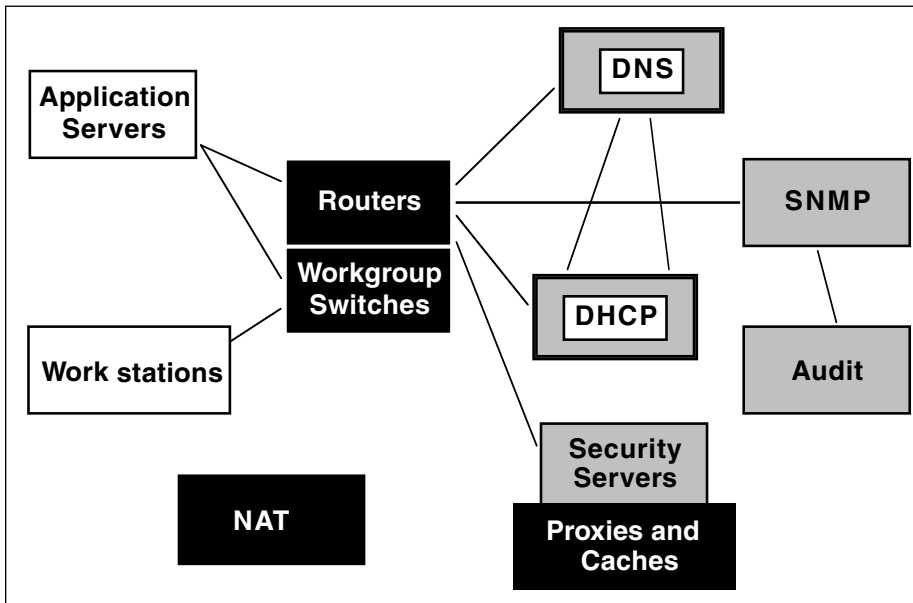 DNS
Application
Servers
Routers
SNMP
Workgroup
Switches
DHCP
Work stations
Audit
Security
Servers
NAT
Proxies and
Caches